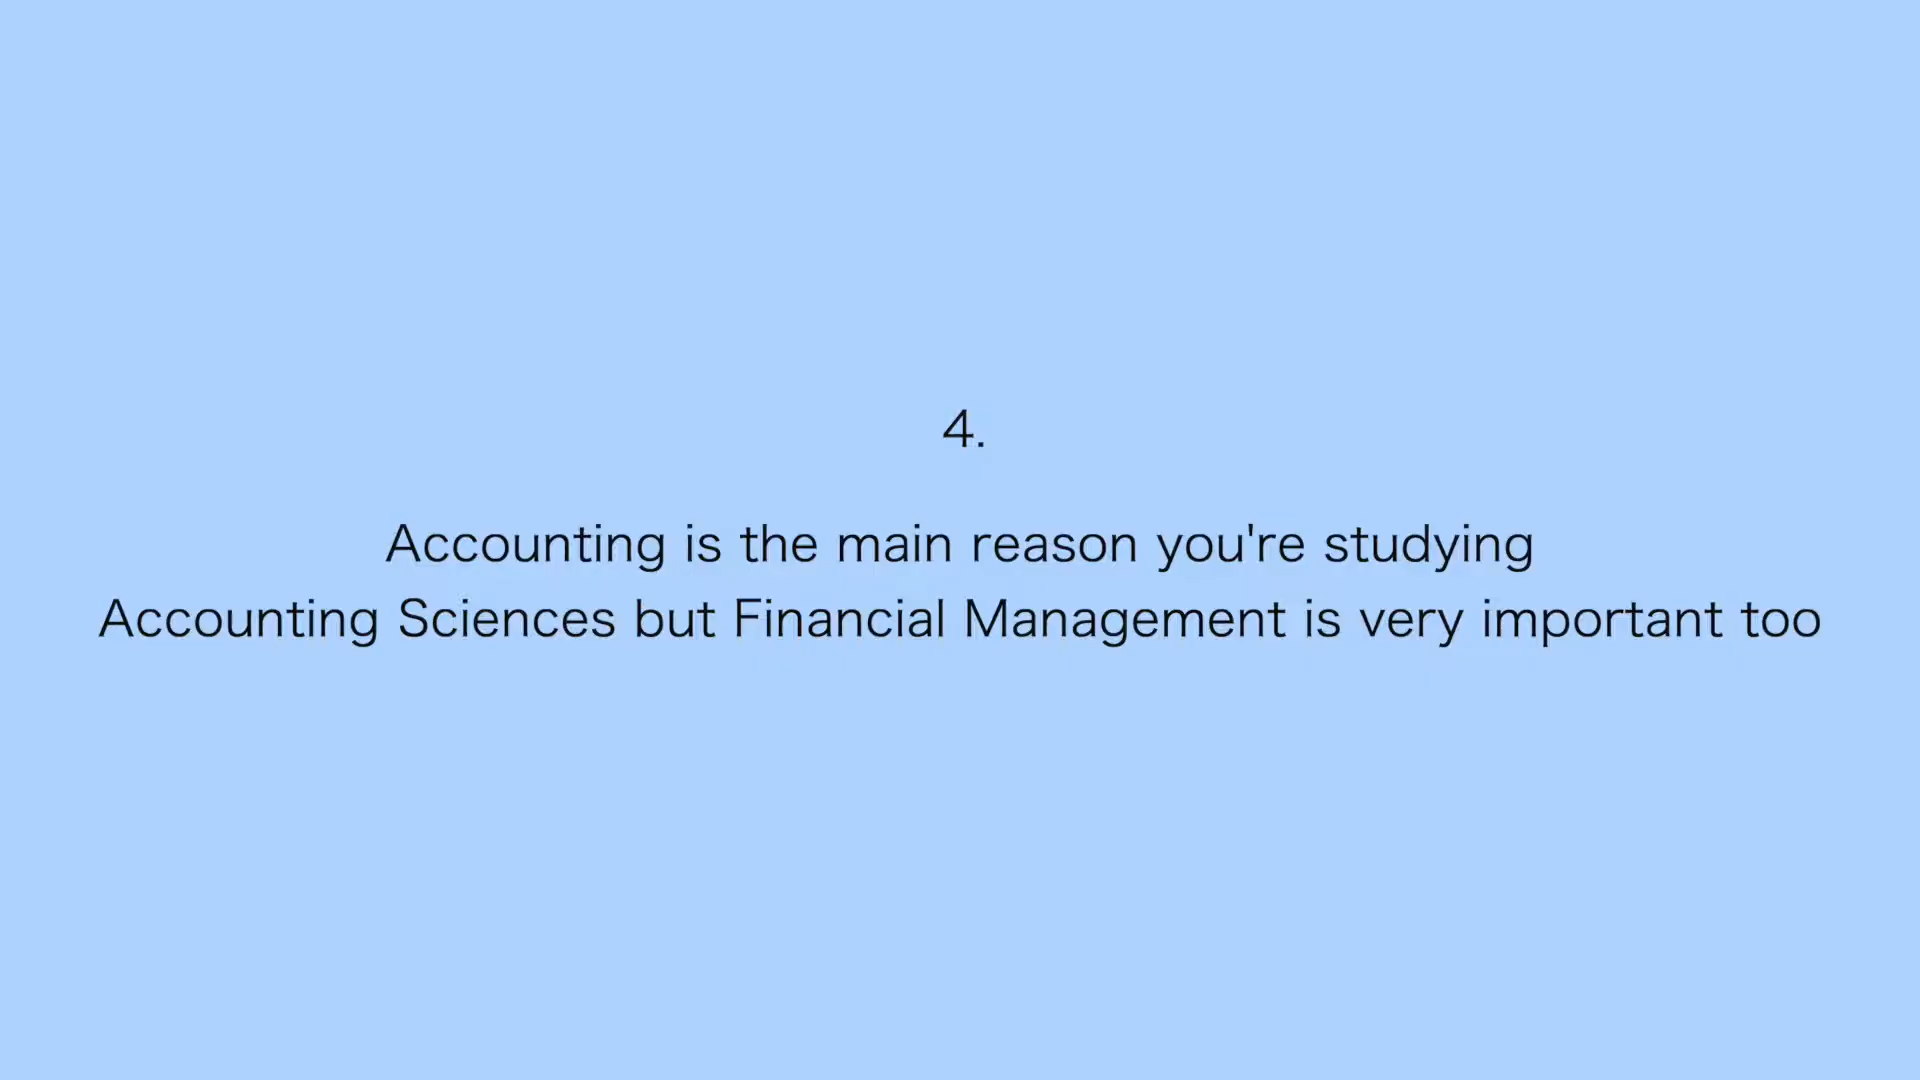 4.
Accounting is the main reason you're studying
Accounting Sciences but Financial Management is very important too